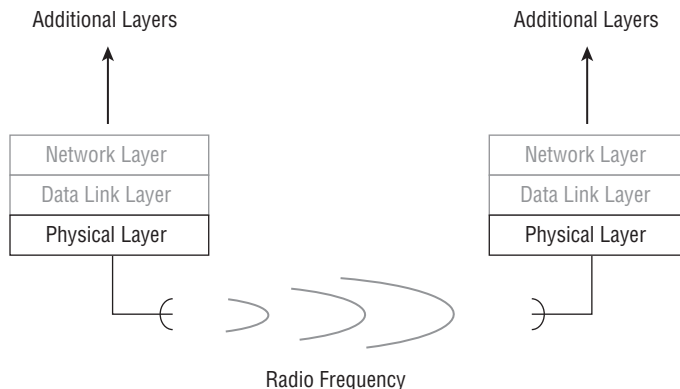 Additional Layers
Additional Layers
Network Layer
Data Link Layer
Physical Layer
Network Layer
Data Link Layer
Physical Layer
Radio Frequency